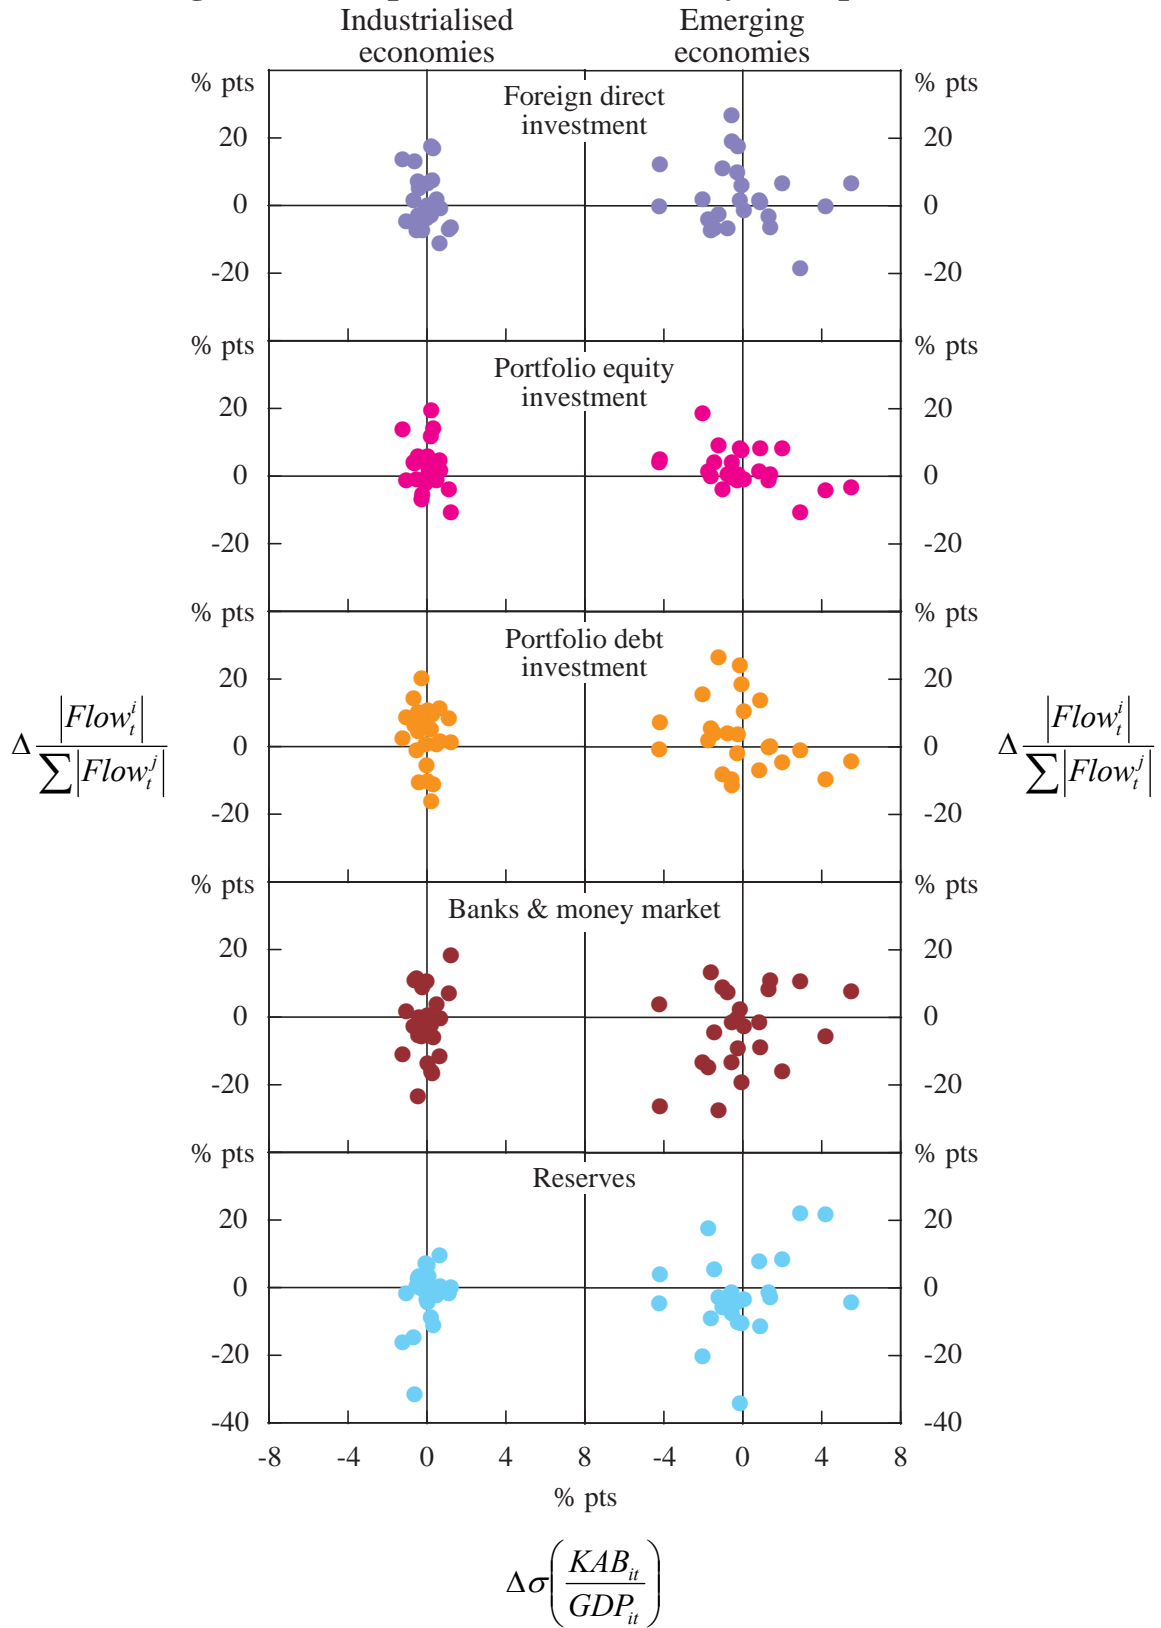 Industrialised Emerging
economies economies
% pts % pts
Foreign direct
investment
20 20
0 0
-20 -20
% pts % pts
Portfolio equity
investment
20 20
0 0
-20 -20
% pts % pts
Portfolio debt
investment
20 20
0 0
-20 -20
Δ |Flow_t^i| / ∑|Flow_t^j| Δ |Flow_t^i| / ∑|Flow_t^j|
% pts % pts
Banks & money market
20 20
0 0
-20 -20
% pts % pts
Reserves
20 20
0 0
-20 -20
-40 -40
-8 -4 0 4 8 -4 0 4 8
% pts
Δσ(KAB_it / GDP_it)